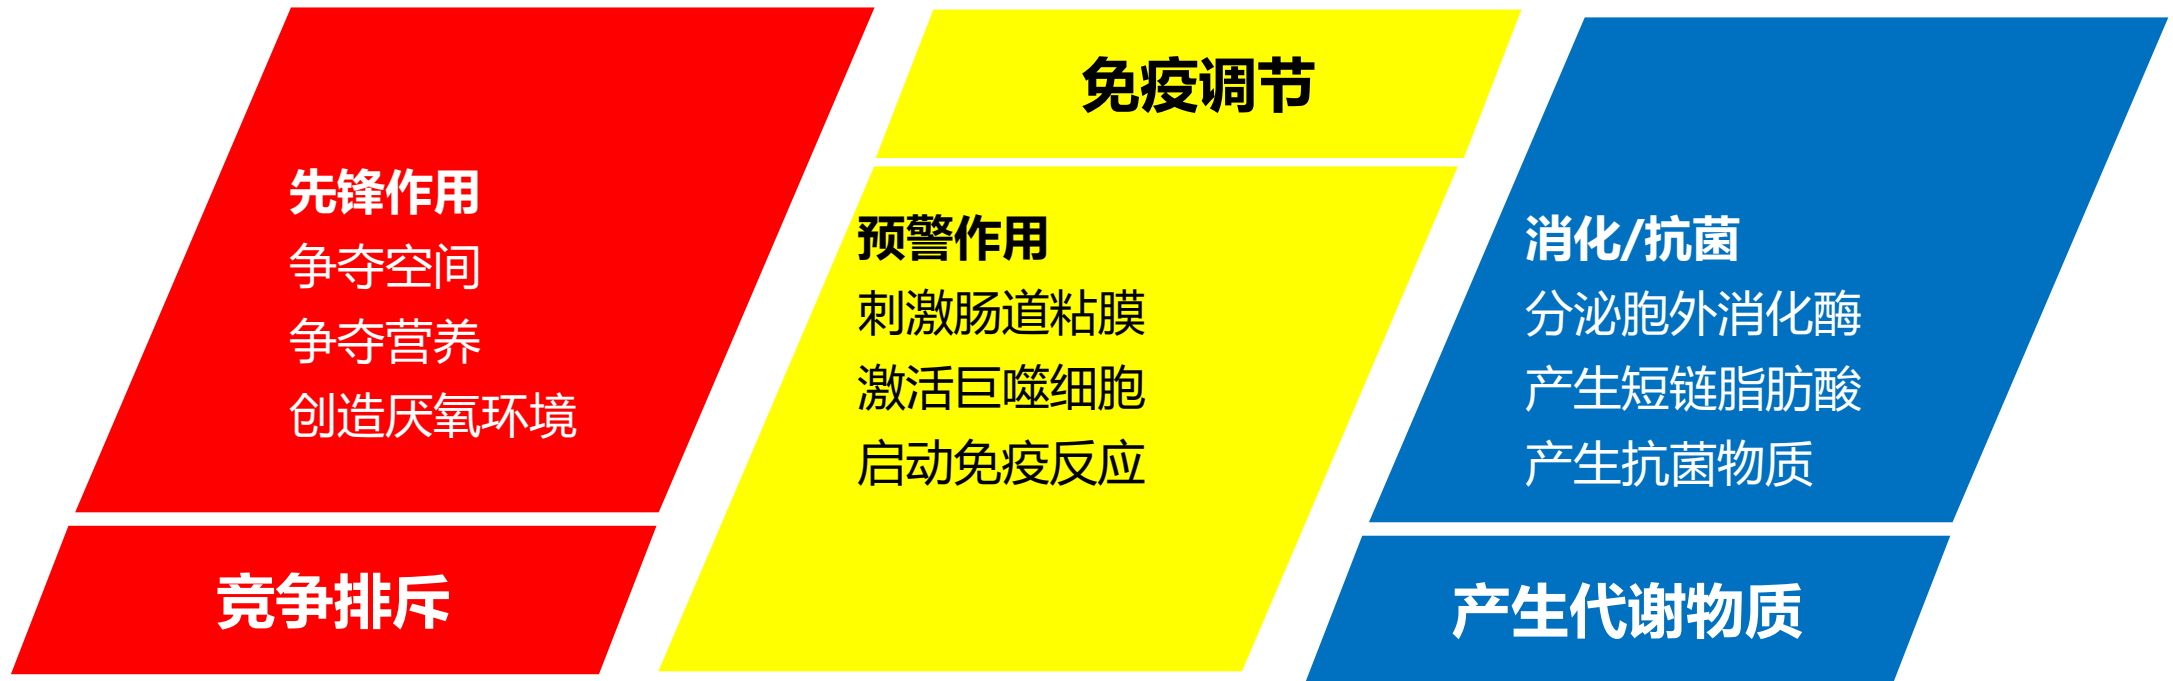 先锋作用
争夺空间
争夺营养
创造厌氧环境
竞争排斥
免疫调节
预警作用
刺激肠道粘膜
激活巨噬细胞
启动免疫反应
消化/抗菌
分泌胞外消化酶
产生短链脂肪酸
产生抗菌物质
产生代谢物质